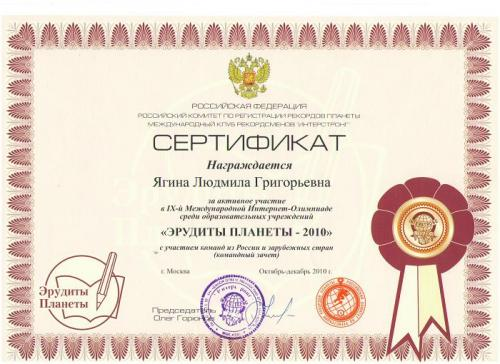 РОССИЙСКАЯ ФЕДЕРАЦИЯ
РОССИЙСКИЙ КОМИТЕТ ПО РЕГИСТРАЦИИ РЕКОРДОВ ПЛАНЕТЫ
МЕЖДУНАРОДНЫЙ КЛУБ РЕКОРДСМЕНОВ "ИНТЕРСТРОНГ"
СЕРТИФИКАТ
Награждается
Ягина Людмила Григорьевна
за активное участие
в IX-й Международной Интернет-Олимпиаде
среди образовательных учреждений
«ЭРУДИТЫ ПЛАНЕТЫ - 2010»
с участием команд из России и зарубежных стран
(командный зачет)
г. Москва
Октябрь-декабрь 2010 г.
Эрудиты
Планеты
Председатель
Олег Горюнов